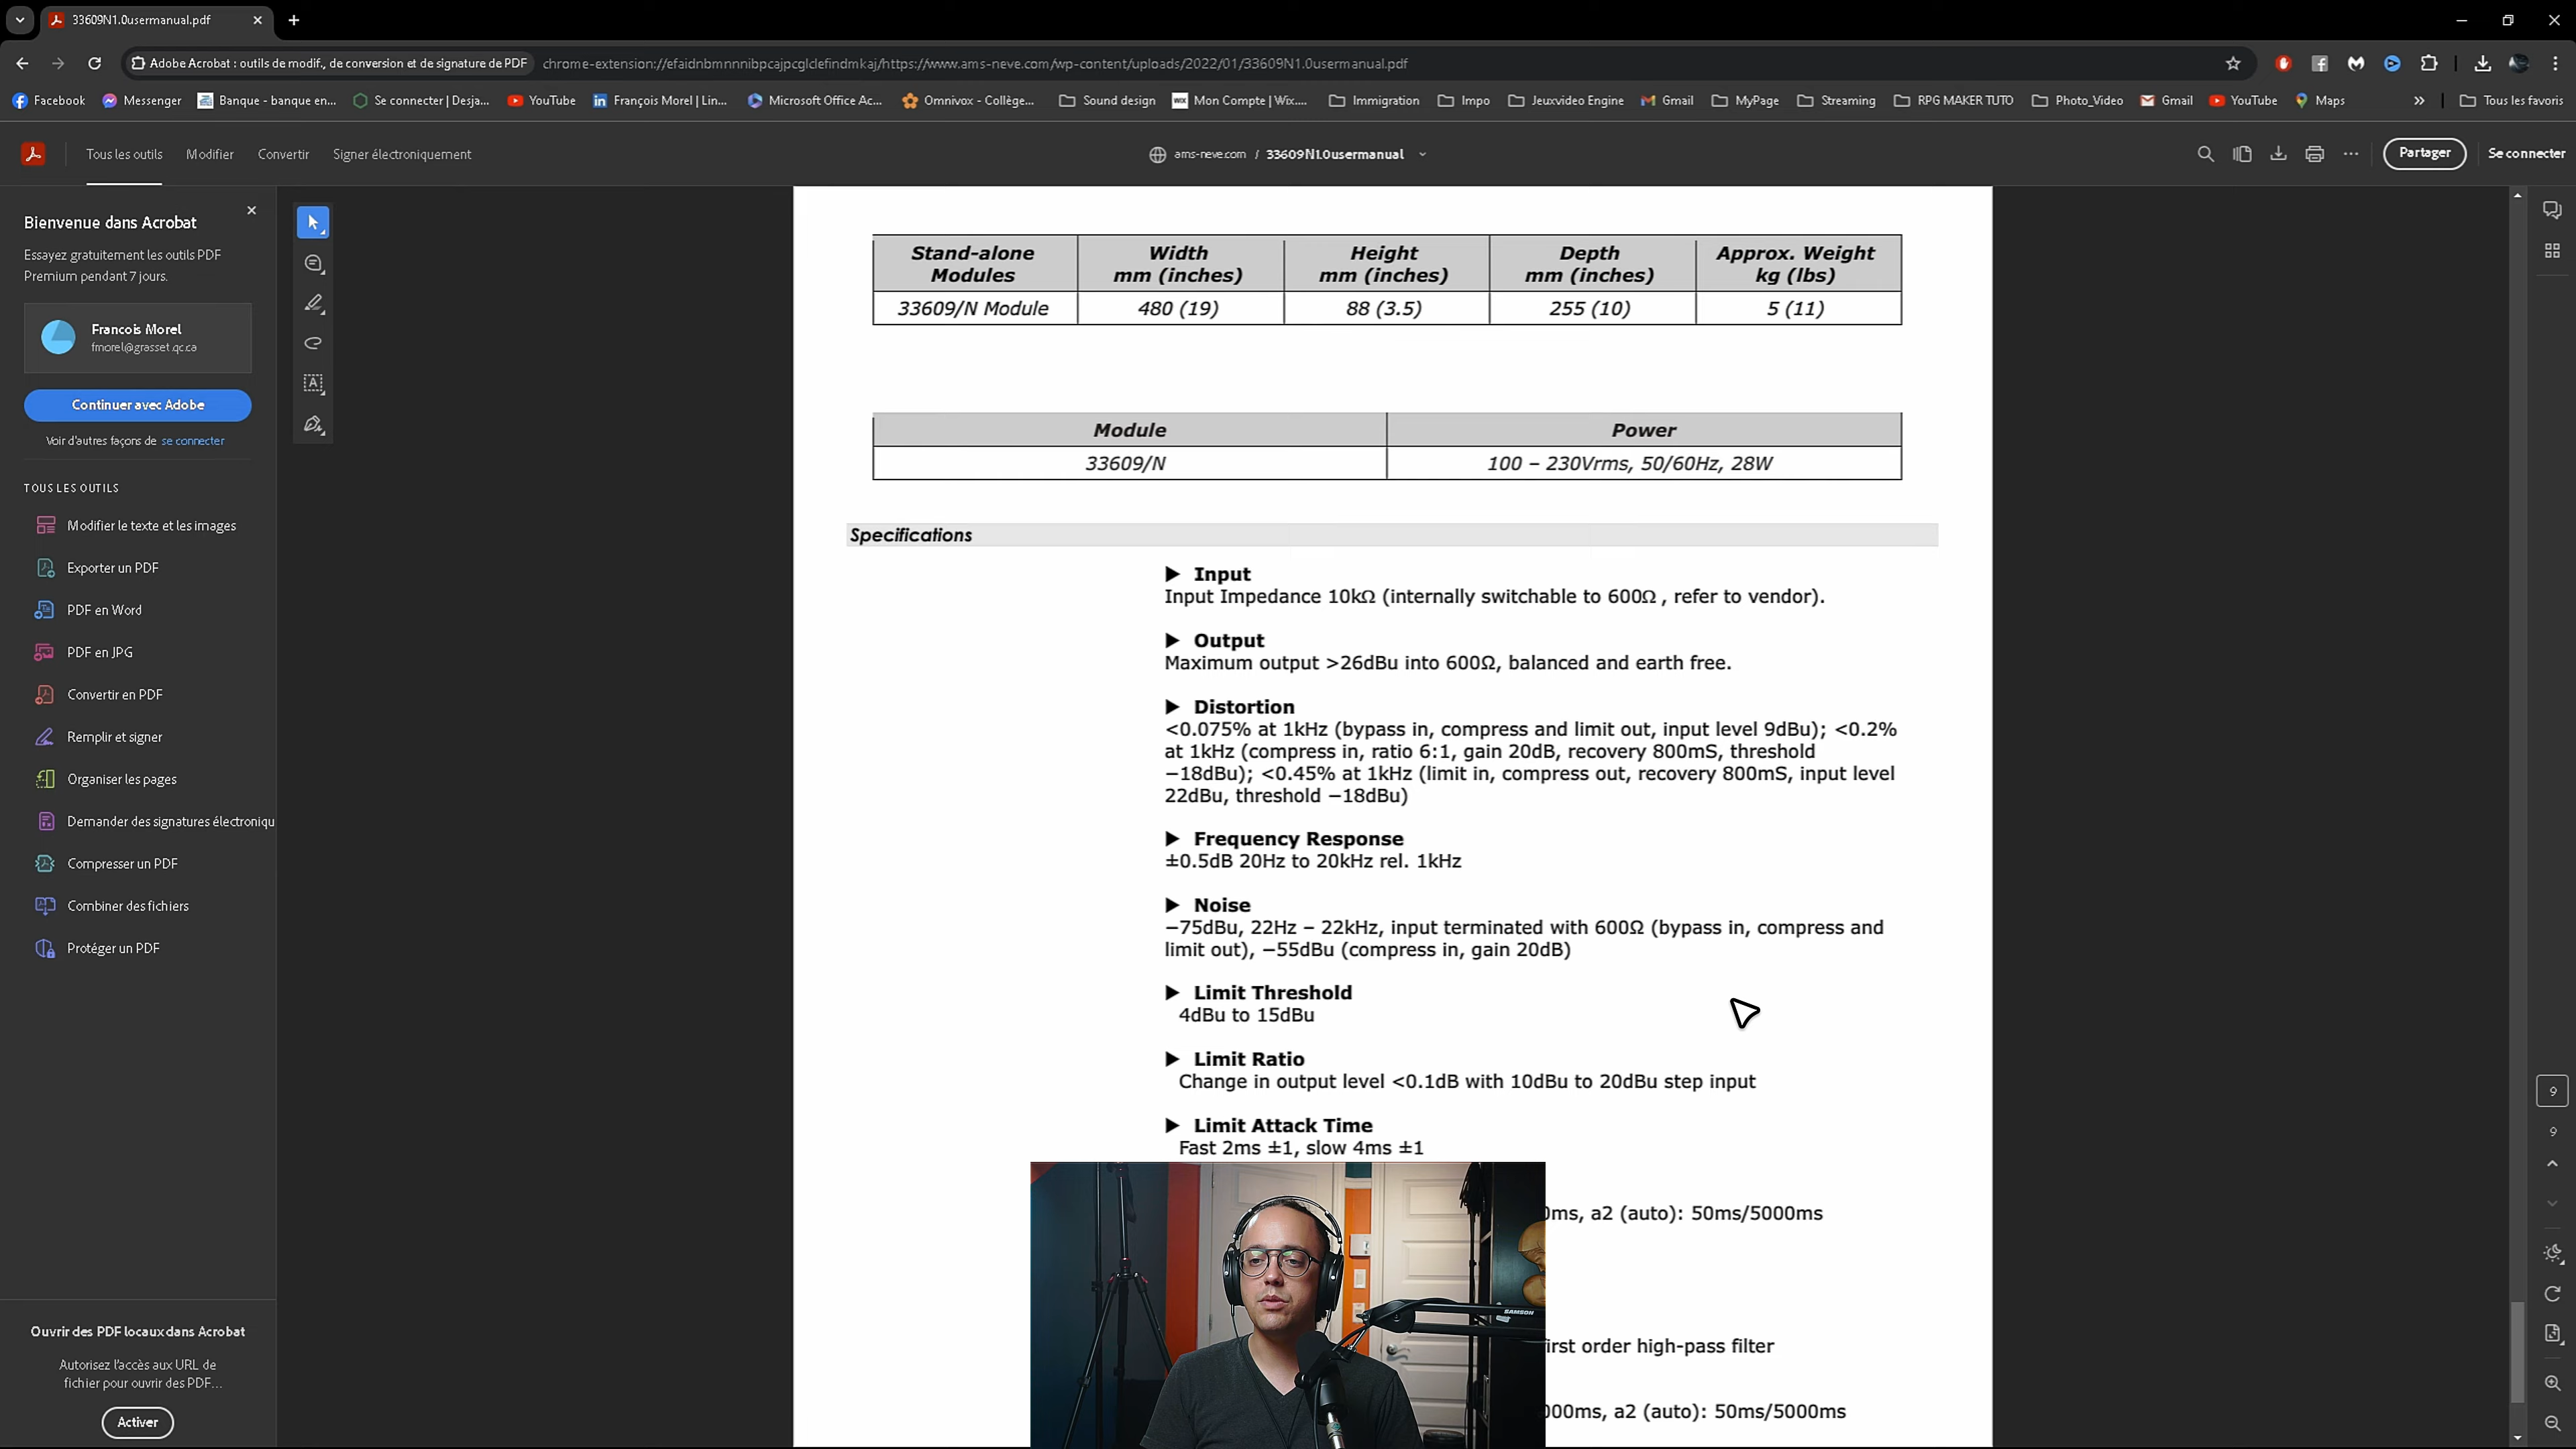 33609N1.0usermanual.pdf
Adobe Acrobat : outils de modif., de conversion et de signature de PDF
chrome-extension://efaidnbmnnnibpcajpcglclefindmkaj/https://www.ams-neve.com/wp-content/uploads/2022/01/33609N1.0usermanual.pdf
Facebook
Messenger
Banque - banque en...
Se connecter | Desja...
YouTube
François Morel | Lin...
Microsoft Office Ac...
Omnivox - Collège...
Sound design
Mon Compte | Wix....
Immigration
Impo
Jeuxvideo Engine
Gmail
MyPage
Streaming
RPG MAKER TUTO
Photo_Video
Gmail
YouTube
Maps
Tous les favoris
Tous les outils
Modifier
Convertir
Signer électroniquement
ams-neve.com / 33609N1.0usermanual
Partager
Se connecter
Bienvenue dans Acrobat
Essayez gratuitement les outils PDF
Premium pendant 7 jours.
Francois Morel
fmorel@grasset.qc.ca
Continuer avec Adobe
Voir d'autres façons de se connecter
TOUS LES OUTILS
Modifier le texte et les images
Exporter un PDF
PDF en Word
PDF en JPG
Convertir en PDF
Remplir et signer
Organiser les pages
Demander des signatures électroniqu
Compresser un PDF
Combiner des fichiers
Protéger un PDF
Ouvrir des PDF locaux dans Acrobat
Autorisez l'accès aux URL de
fichier pour ouvrir des PDF...
Activer
Stand-alone Modules
Width mm (inches)
Height mm (inches)
Depth mm (inches)
Approx. Weight kg (lbs)
33609/N Module 480 (19) 88 (3.5) 255 (10) 5 (11)
Module Power
33609/N 100 – 230Vrms, 50/60Hz, 28W
Specifications
▶ Input
Input Impedance 10kΩ (internally switchable to 600Ω , refer to vendor).
▶ Output
Maximum output >26dBu into 600Ω, balanced and earth free.
▶ Distortion
<0.075% at 1kHz (bypass in, compress and limit out, input level 9dBu); <0.2%
at 1kHz (compress in, ratio 6:1, gain 20dB, recovery 800mS, threshold
−18dBu); <0.45% at 1kHz (limit in, compress out, recovery 800mS, input level
22dBu, threshold −18dBu)
▶ Frequency Response
±0.5dB 20Hz to 20kHz rel. 1kHz
▶ Noise
−75dBu, 22Hz – 22kHz, input terminated with 600Ω (bypass in, compress and
limit out), −55dBu (compress in, gain 20dB)
▶ Limit Threshold
4dBu to 15dBu
▶ Limit Ratio
Change in output level <0.1dB with 10dBu to 20dBu step input
▶ Limit Attack Time
Fast 2ms ±1, slow 4ms ±1
0ms, a2 (auto): 50ms/5000ms
first order high-pass filter
000ms, a2 (auto): 50ms/5000ms
SAMSON
9
9